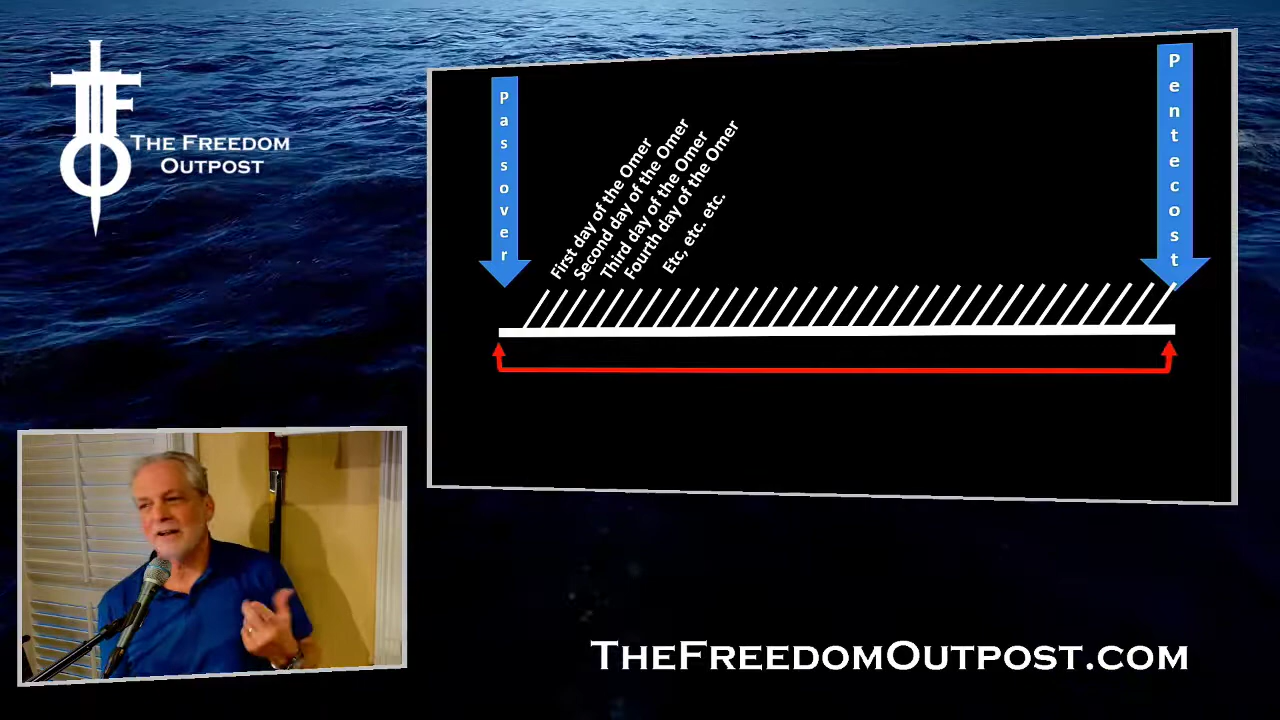 THE FREEDOM
OUTPOST
Passover
First day of the Omer
Second day of the Omer
Third day of the Omer
Fourth day of the Omer
Etc, etc. etc.
Pentecost
THEFREEDOMOUTPOST.COM